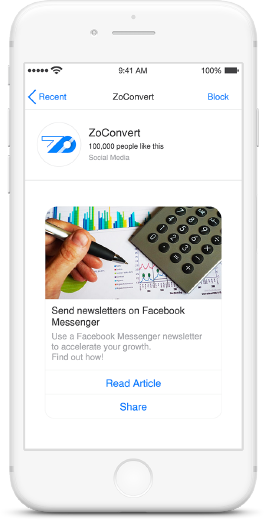 9:41 AM
100%
Recent
ZoConvert
Block
ZO
ZoConvert
100,000 people like this
Social Media
Send newsletters on Facebook
Messenger
Use a Facebook Messenger newsletter
to accelerate your growth.
Find out how!
Read Article
Share